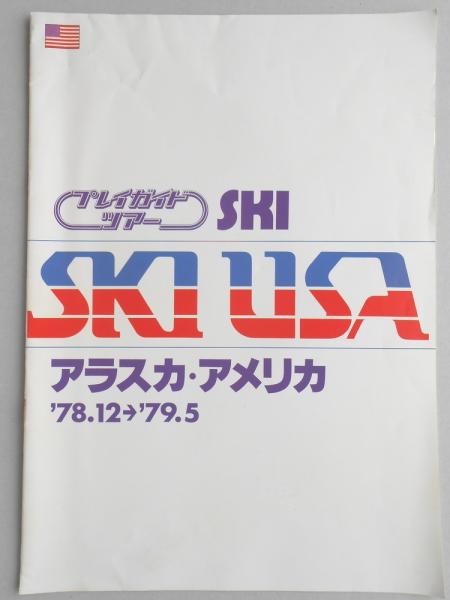 プレイガイド
ツアー SKI
SKI USA
アラスカ・アメリカ
'78.12→'79.5